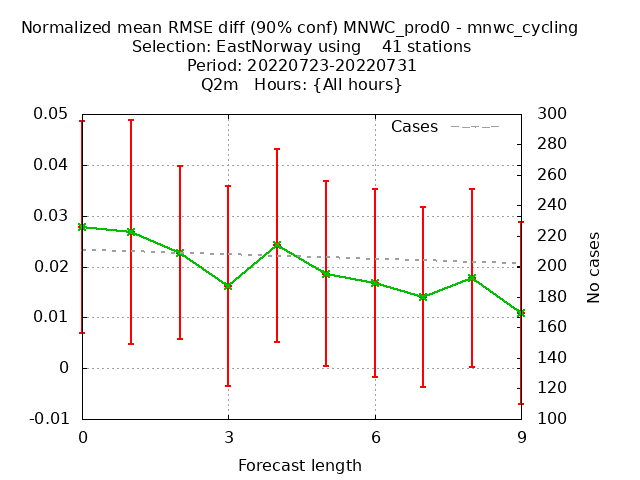 Normalized mean RMSE diff (90% conf) MNWC_prod0 - mnwc_cycling
Selection: EastNorway using    41 stations
Period: 20220723-20220731
Q2m   Hours: {All hours}
Cases
0.05
0.04
0.03
0.02
0.01
0
-0.01
300
280
260
240
220
200
180
160
140
120
100
No cases
0 3 6 9
Forecast length